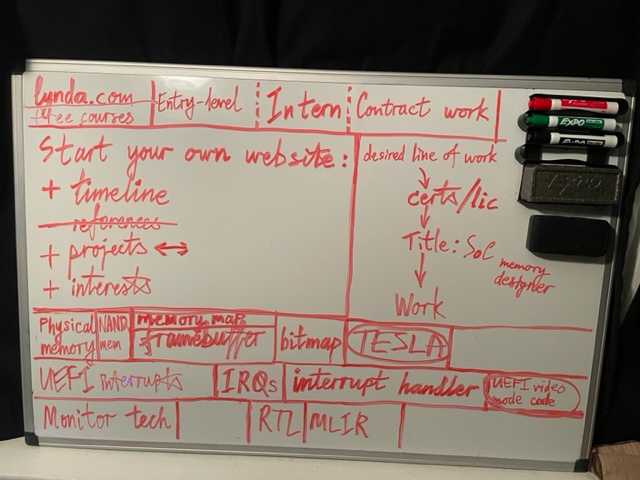 lynda.com
free courses
Entry-level
Intern
Contract work
Start your own website:
+ timeline
references
+ projects ↔
+ interests
desired line of work
↓
certs/lic
↓
Title: SoC memory designer
↓
Work
EXPO
EXPO
Physical memory
NAND mem
memory map
framebuffer
bitmap
TESLA
UEFI interrupts
IRQs
interrupt handler
UEFI video mode code
Monitor tech
RTL
MLIR